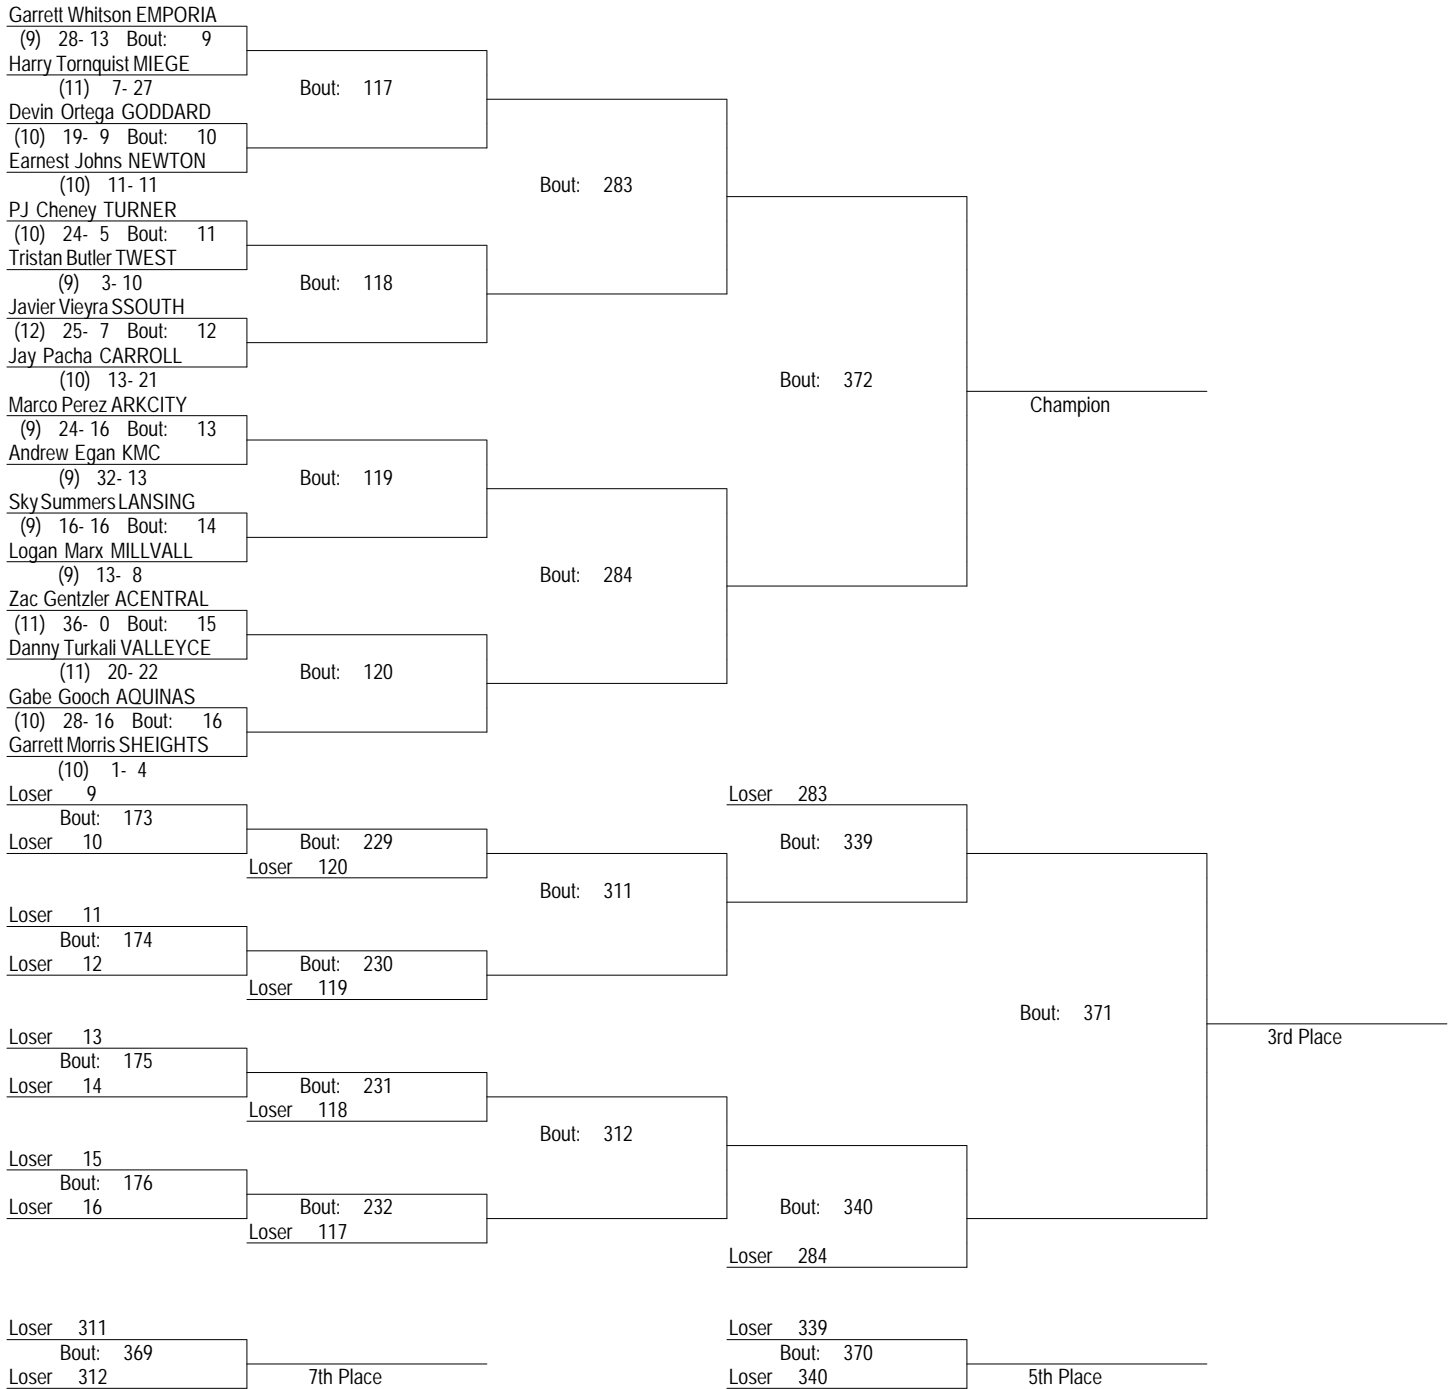 Garrett Whitson EMPORIA
(9) 28- 13 Bout: 9
Harry Tornquist MIEGE
(11) 7- 27
Bout: 117
Devin Ortega GODDARD
(10) 19- 9 Bout: 10
Earnest Johns NEWTON
(10) 11- 11
Bout: 283
PJ Cheney TURNER
(10) 24- 5 Bout: 11
Tristan Butler TWEST
(9) 3- 10
Bout: 118
Javier Vieyra SSOUTH
(12) 25- 7 Bout: 12
Jay Pacha CARROLL
(10) 13- 21
Bout: 372
Marco Perez ARKCITY
Champion
(9) 24- 16 Bout: 13
Andrew Egan KMC
(9) 32- 13
Bout: 119
Sky Summers LANSING
(9) 16- 16 Bout: 14
Logan Marx MILLVALL
(9) 13- 8
Bout: 284
Zac Gentzler ACENTRAL
(11) 36- 0 Bout: 15
Danny Turkali VALLEYCE
(11) 20- 22
Bout: 120
Gabe Gooch AQUINAS
(10) 28- 16 Bout: 16
Garrett Morris SHEIGHTS
(10) 1- 4
Loser 9
Loser 283
Bout: 173
Loser 10
Bout: 229
Bout: 339
Loser 120
Bout: 311
Loser 11
Bout: 174
Loser 12
Bout: 230
Loser 119
Bout: 371
Loser 13
3rd Place
Bout: 175
Loser 14
Bout: 231
Loser 118
Bout: 312
Loser 15
Bout: 176
Loser 16
Bout: 232
Bout: 340
Loser 117
Loser 284
Loser 311
Loser 339
Bout: 369
Bout: 370
Loser 312
7th Place
Loser 340
5th Place